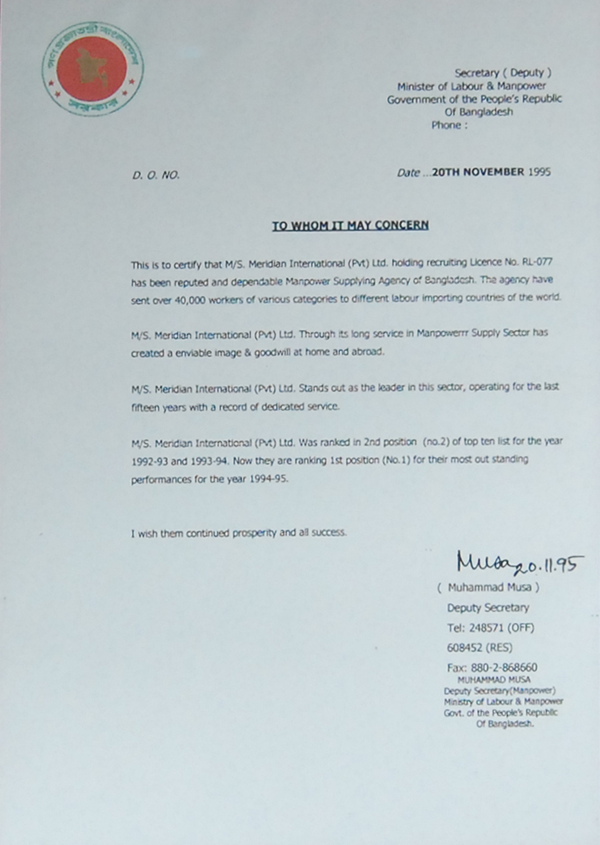 গণপ্রজাতন্ত্রী বাংলাদেশ
সরকার
Secretary ( Deputy )
Minister of Labour & Manpower
Government of the People's Republic
Of Bangladesh
Phone :
D. O. NO.
Date ...20TH NOVEMBER 1995
TO WHOM IT MAY CONCERN
This is to certify that M/S. Meridian International (Pvt) Ltd. holding recruiting Licence No. RL-077
has been reputed and dependable Manpower Supplying Agency of Bangladesh. The agency have
sent over 40,000 workers of various categories to different labour importing countries of the world.
M/S. Meridian International (Pvt) Ltd. Through its long service in Manpowerrr Supply Sector has
created a enviable image & goodwill at home and abroad.
M/S. Meridian International (Pvt) Ltd. Stands out as the leader in this sector, operating for the last
fifteen years with a record of dedicated service.
M/S. Meridian International (Pvt) Ltd. Was ranked in 2nd position (no.2) of top ten list for the year
1992-93 and 1993-94. Now they are ranking 1st position (No.1) for their most out standing
performances for the year 1994-95.
I wish them continued prosperity and all success.
Musa 20.11.95
( Muhammad Musa )
Deputy Secretary
Tel: 248571 (OFF)
608452 (RES)
Fax: 880-2-868660
MUHAMMAD MUSA
Deputy Secretary(Manpower)
Ministry of Labour & Manpower
Govt. of the People's Republic
Of Bangladesh.